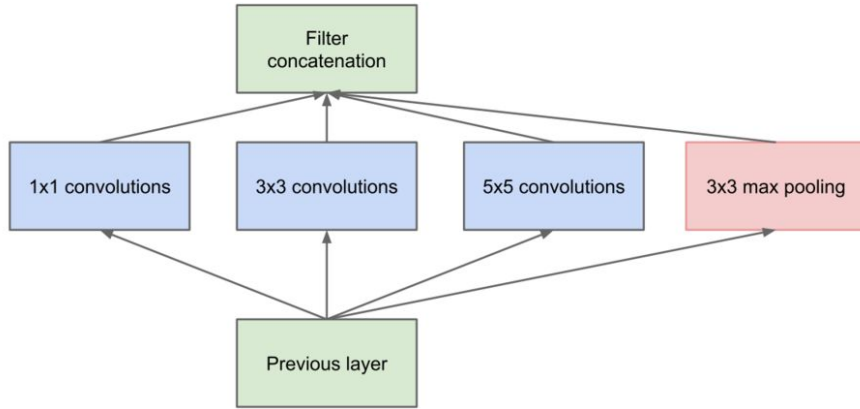 Filter
concatenation
1x1 convolutions
3x3 convolutions
5x5 convolutions
3x3 max pooling
Previous layer